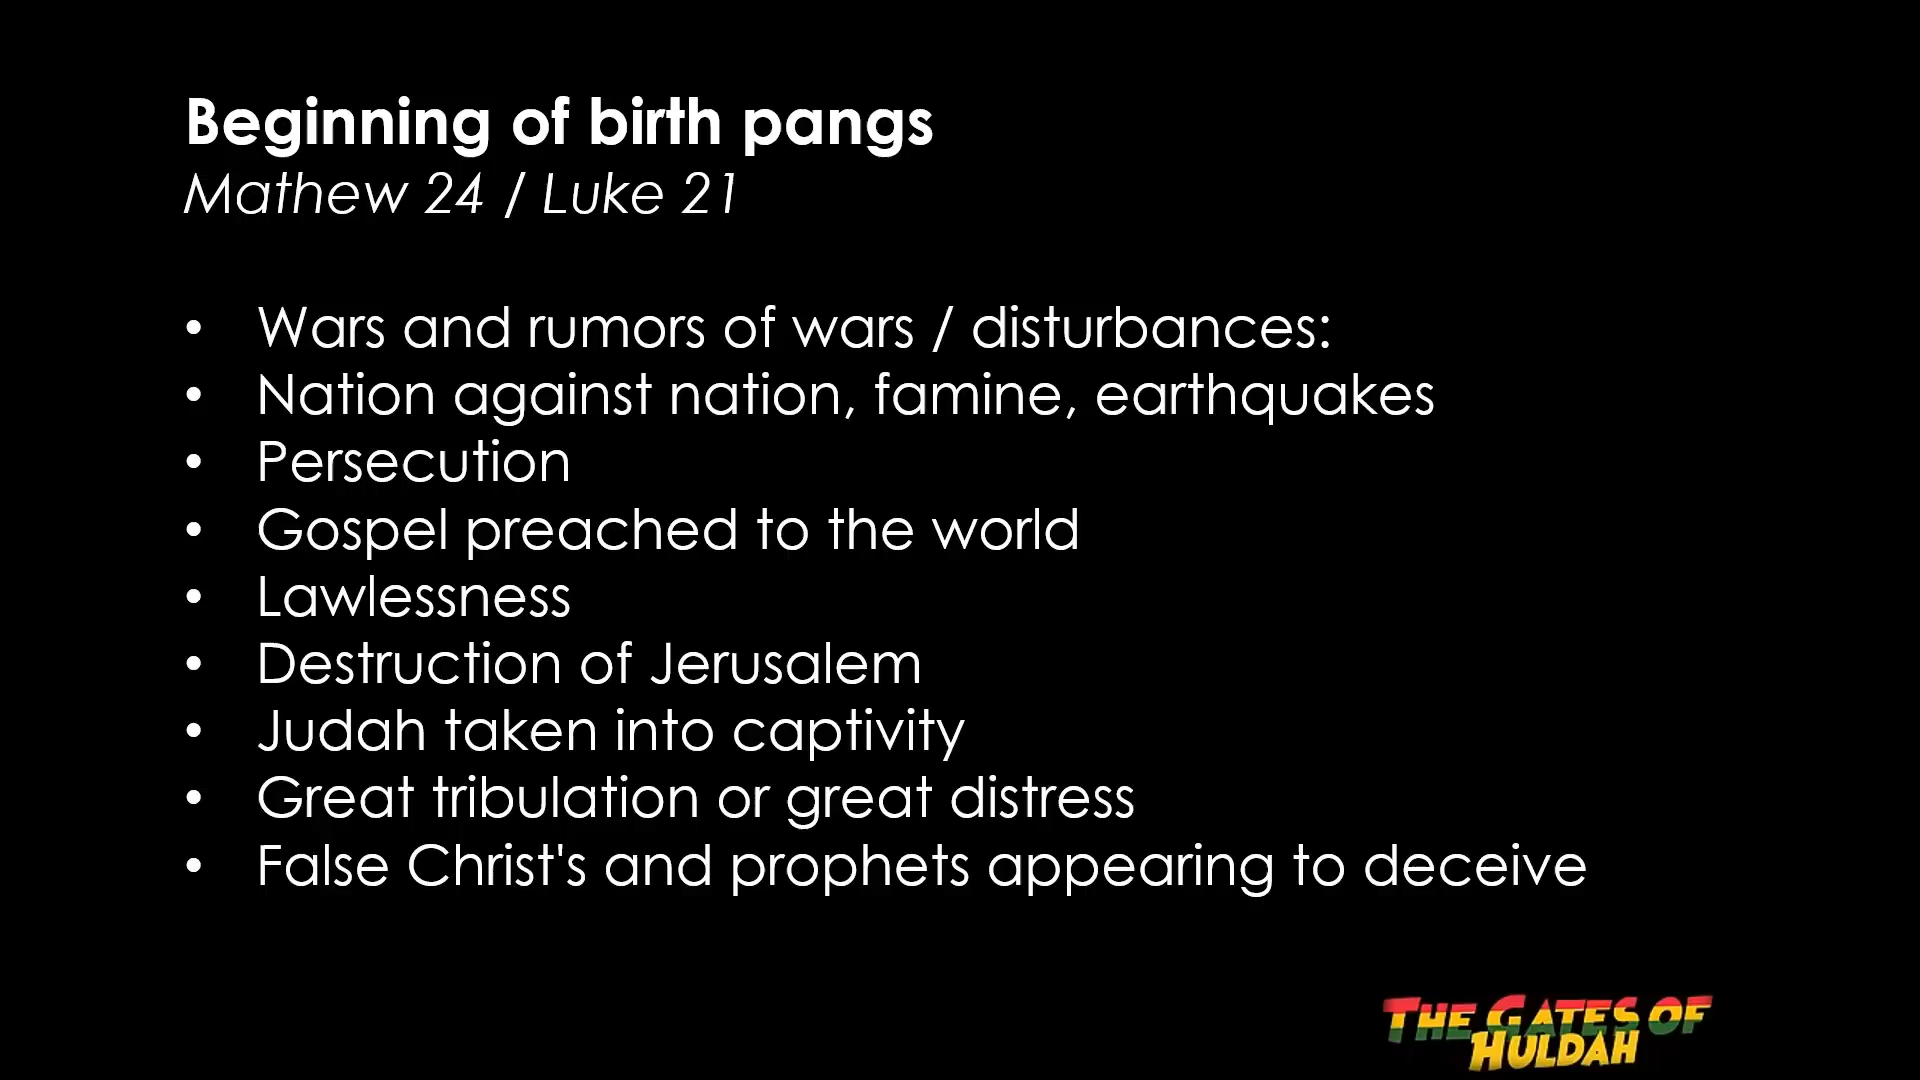 Beginning of birth pangs
Mathew 24 / Luke 21
• Wars and rumors of wars / disturbances:
• Nation against nation, famine, earthquakes
• Persecution
• Gospel preached to the world
• Lawlessness
• Destruction of Jerusalem
• Judah taken into captivity
• Great tribulation or great distress
• False Christ's and prophets appearing to deceive
THE GATES OF
HULDAH